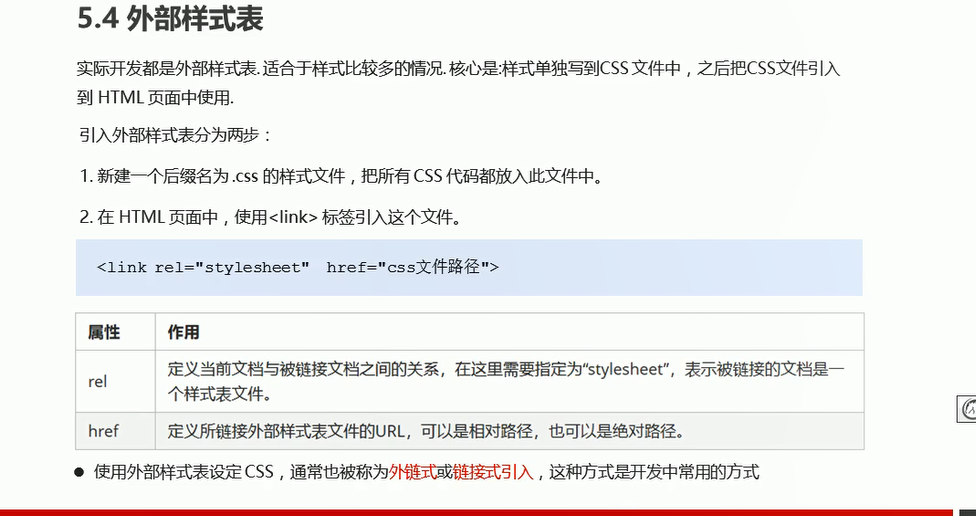 5.4 外部样式表
实际开发都是外部样式表. 适合于样式比较多的情况. 核心是:样式单独写到CSS 文件中，之后把CSS文件引入
到 HTML 页面中使用.
引入外部样式表分为两步：
1. 新建一个后缀名为 .css 的样式文件，把所有 CSS 代码都放入此文件中。
2. 在 HTML 页面中，使用<link> 标签引入这个文件。
<link rel="stylesheet"  href="css文件路径">
属性 作用
rel 定义当前文档与被链接文档之间的关系，在这里需要指定为“stylesheet”，表示被链接的文档是一
个样式表文件。
href 定义所链接外部样式表文件的URL，可以是相对路径，也可以是绝对路径。
● 使用外部样式表设定 CSS，通常也被称为外链式或链接式引入，这种方式是开发中常用的方式